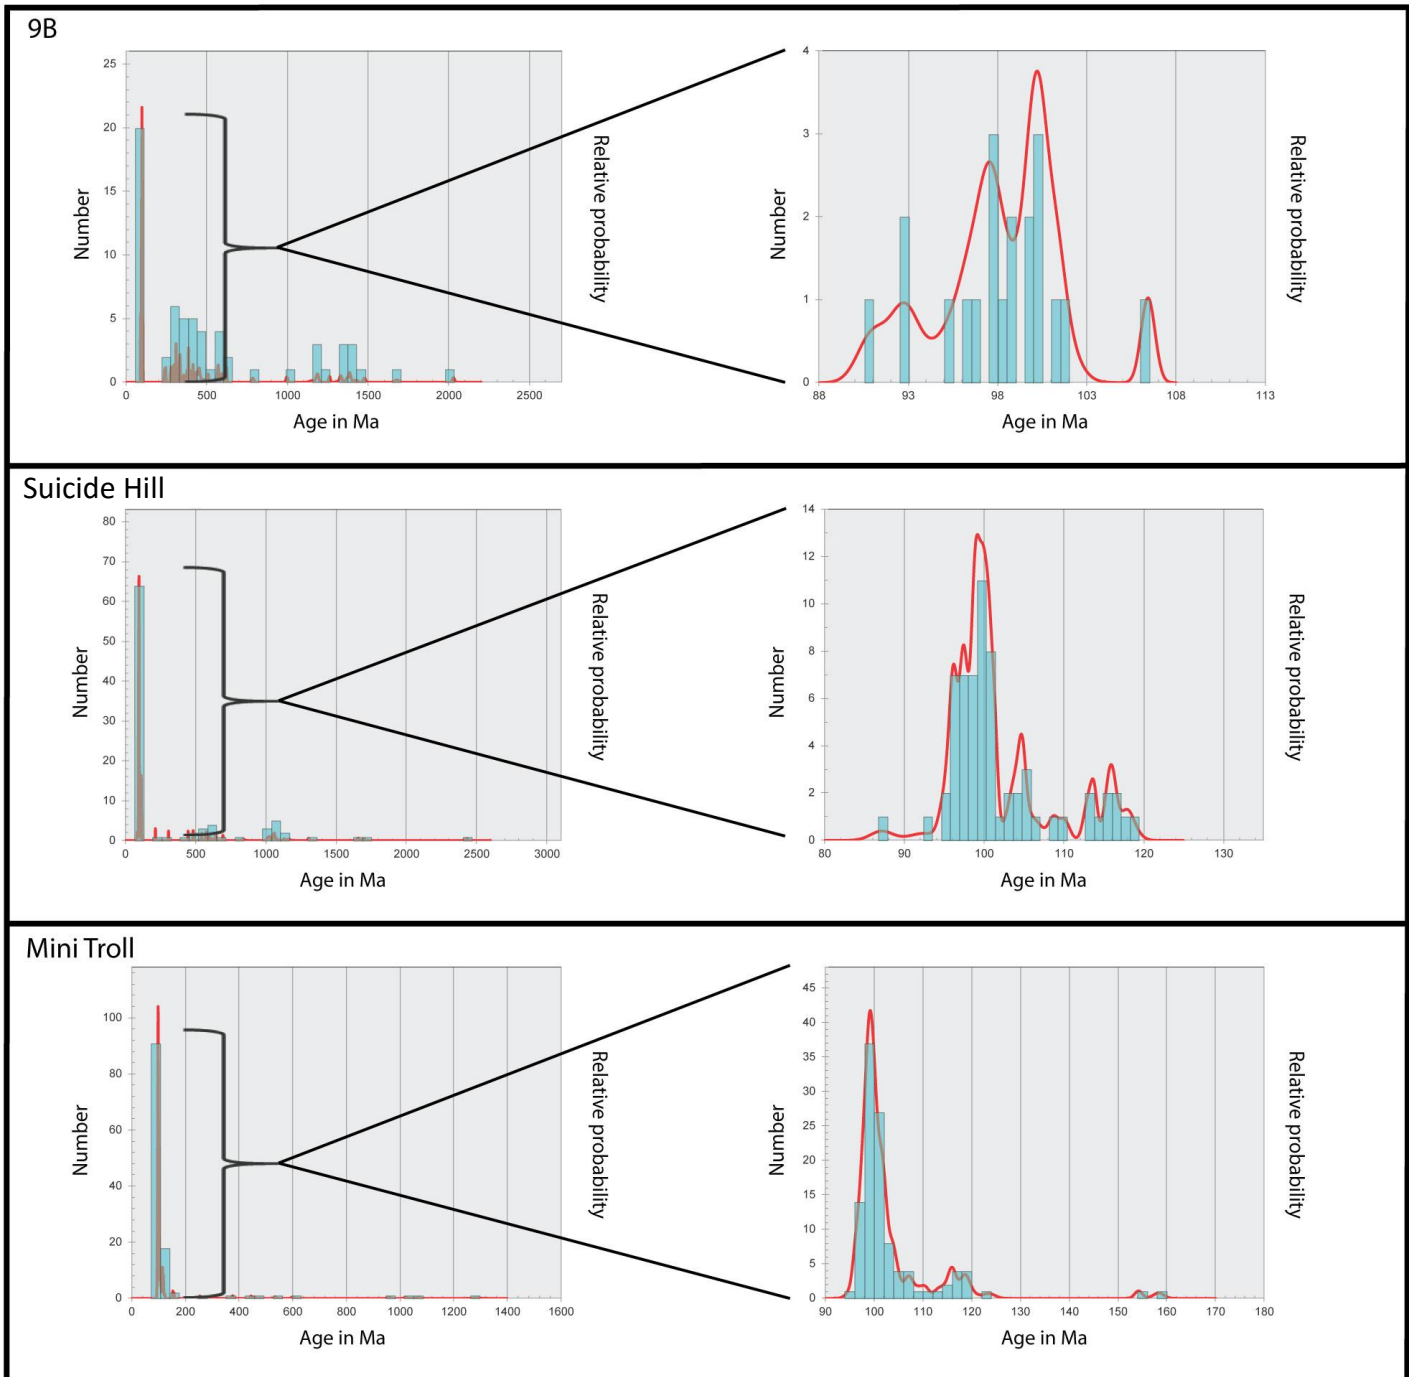 9B
25
20
15
10
5
0
0 500 1000 1500 2000 2500
Number
Age in Ma
Relative probability
4
3
2
1
0
88 93 98 103 108 113
Number
Age in Ma
Relative probability
Suicide Hill
80
70
60
50
40
30
20
10
0
0 500 1000 1500 2000 2500 3000
Number
Age in Ma
Relative probability
14
12
10
8
6
4
2
0
80 90 100 110 120 130
Number
Age in Ma
Relative probability
Mini Troll
100
80
60
40
20
0
0 200 400 600 800 1000 1200 1400 1600
Number
Age in Ma
Relative probability
45
40
35
30
25
20
15
10
5
0
90 100 110 120 130 140 150 160 170 180
Number
Age in Ma
Relative probability